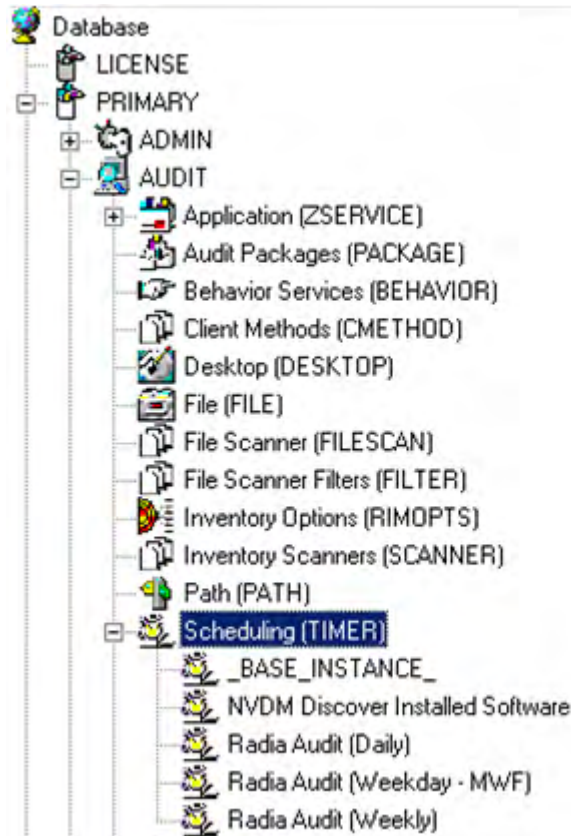 Database
LICENSE
PRIMARY
ADMIN
AUDIT
Application (ZSERVICE)
Audit Packages (PACKAGE)
Behavior Services (BEHAVIOR)
Client Methods (CMETHOD)
Desktop (DESKTOP)
File (FILE)
File Scanner (FILESCAN)
File Scanner Filters (FILTER)
Inventory Options (RIMOPTS)
Inventory Scanners (SCANNER)
Path (PATH)
Scheduling (TIMER)
_BASE_INSTANCE_
NVDM Discover Installed Software
Radia Audit (Daily)
Radia Audit (Weekday - MWF)
Radia Audit (Weekly)